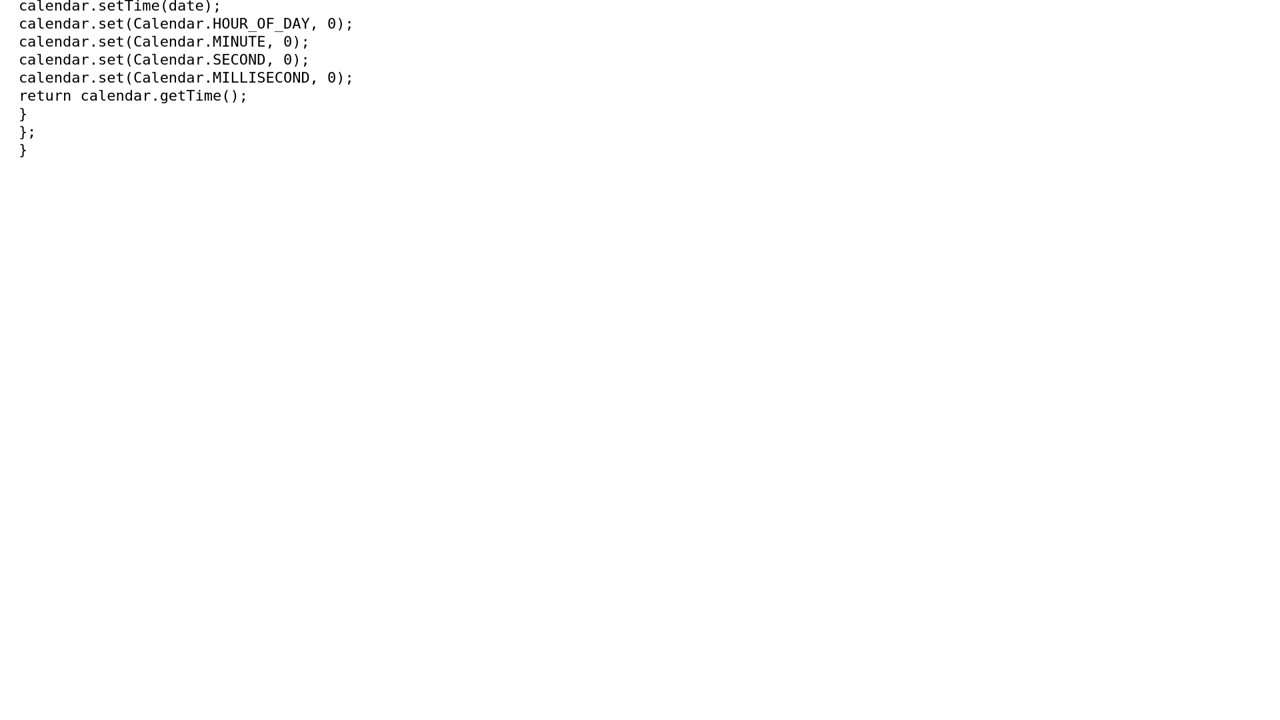 calendar.setTime(date);
calendar.set(Calendar.HOUR_OF_DAY, 0);
calendar.set(Calendar.MINUTE, 0);
calendar.set(Calendar.SECOND, 0);
calendar.set(Calendar.MILLISECOND, 0);
return calendar.getTime();
}
};
}